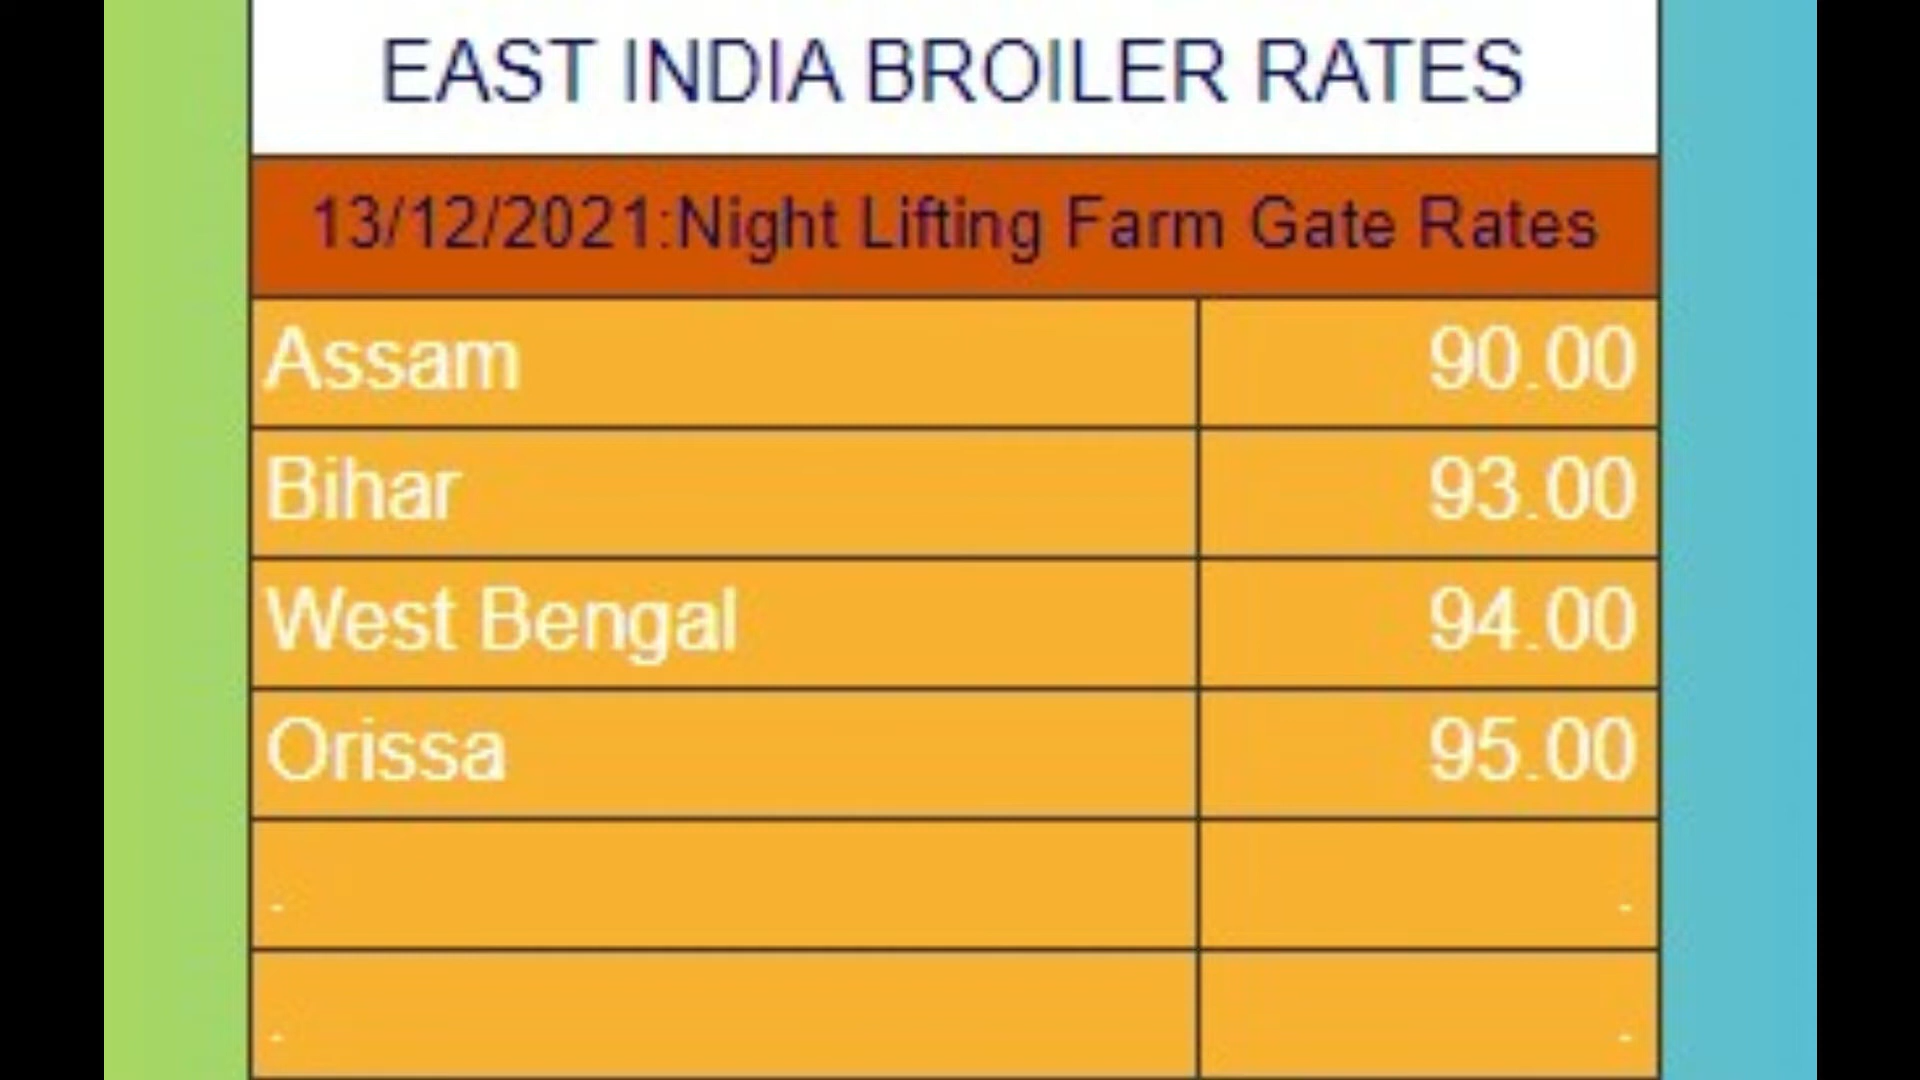 EAST INDIA BROILER RATES
13/12/2021:Night Lifting Farm Gate Rates
Assam 90.00
Bihar 93.00
West Bengal 94.00
Orissa 95.00
- -
- -